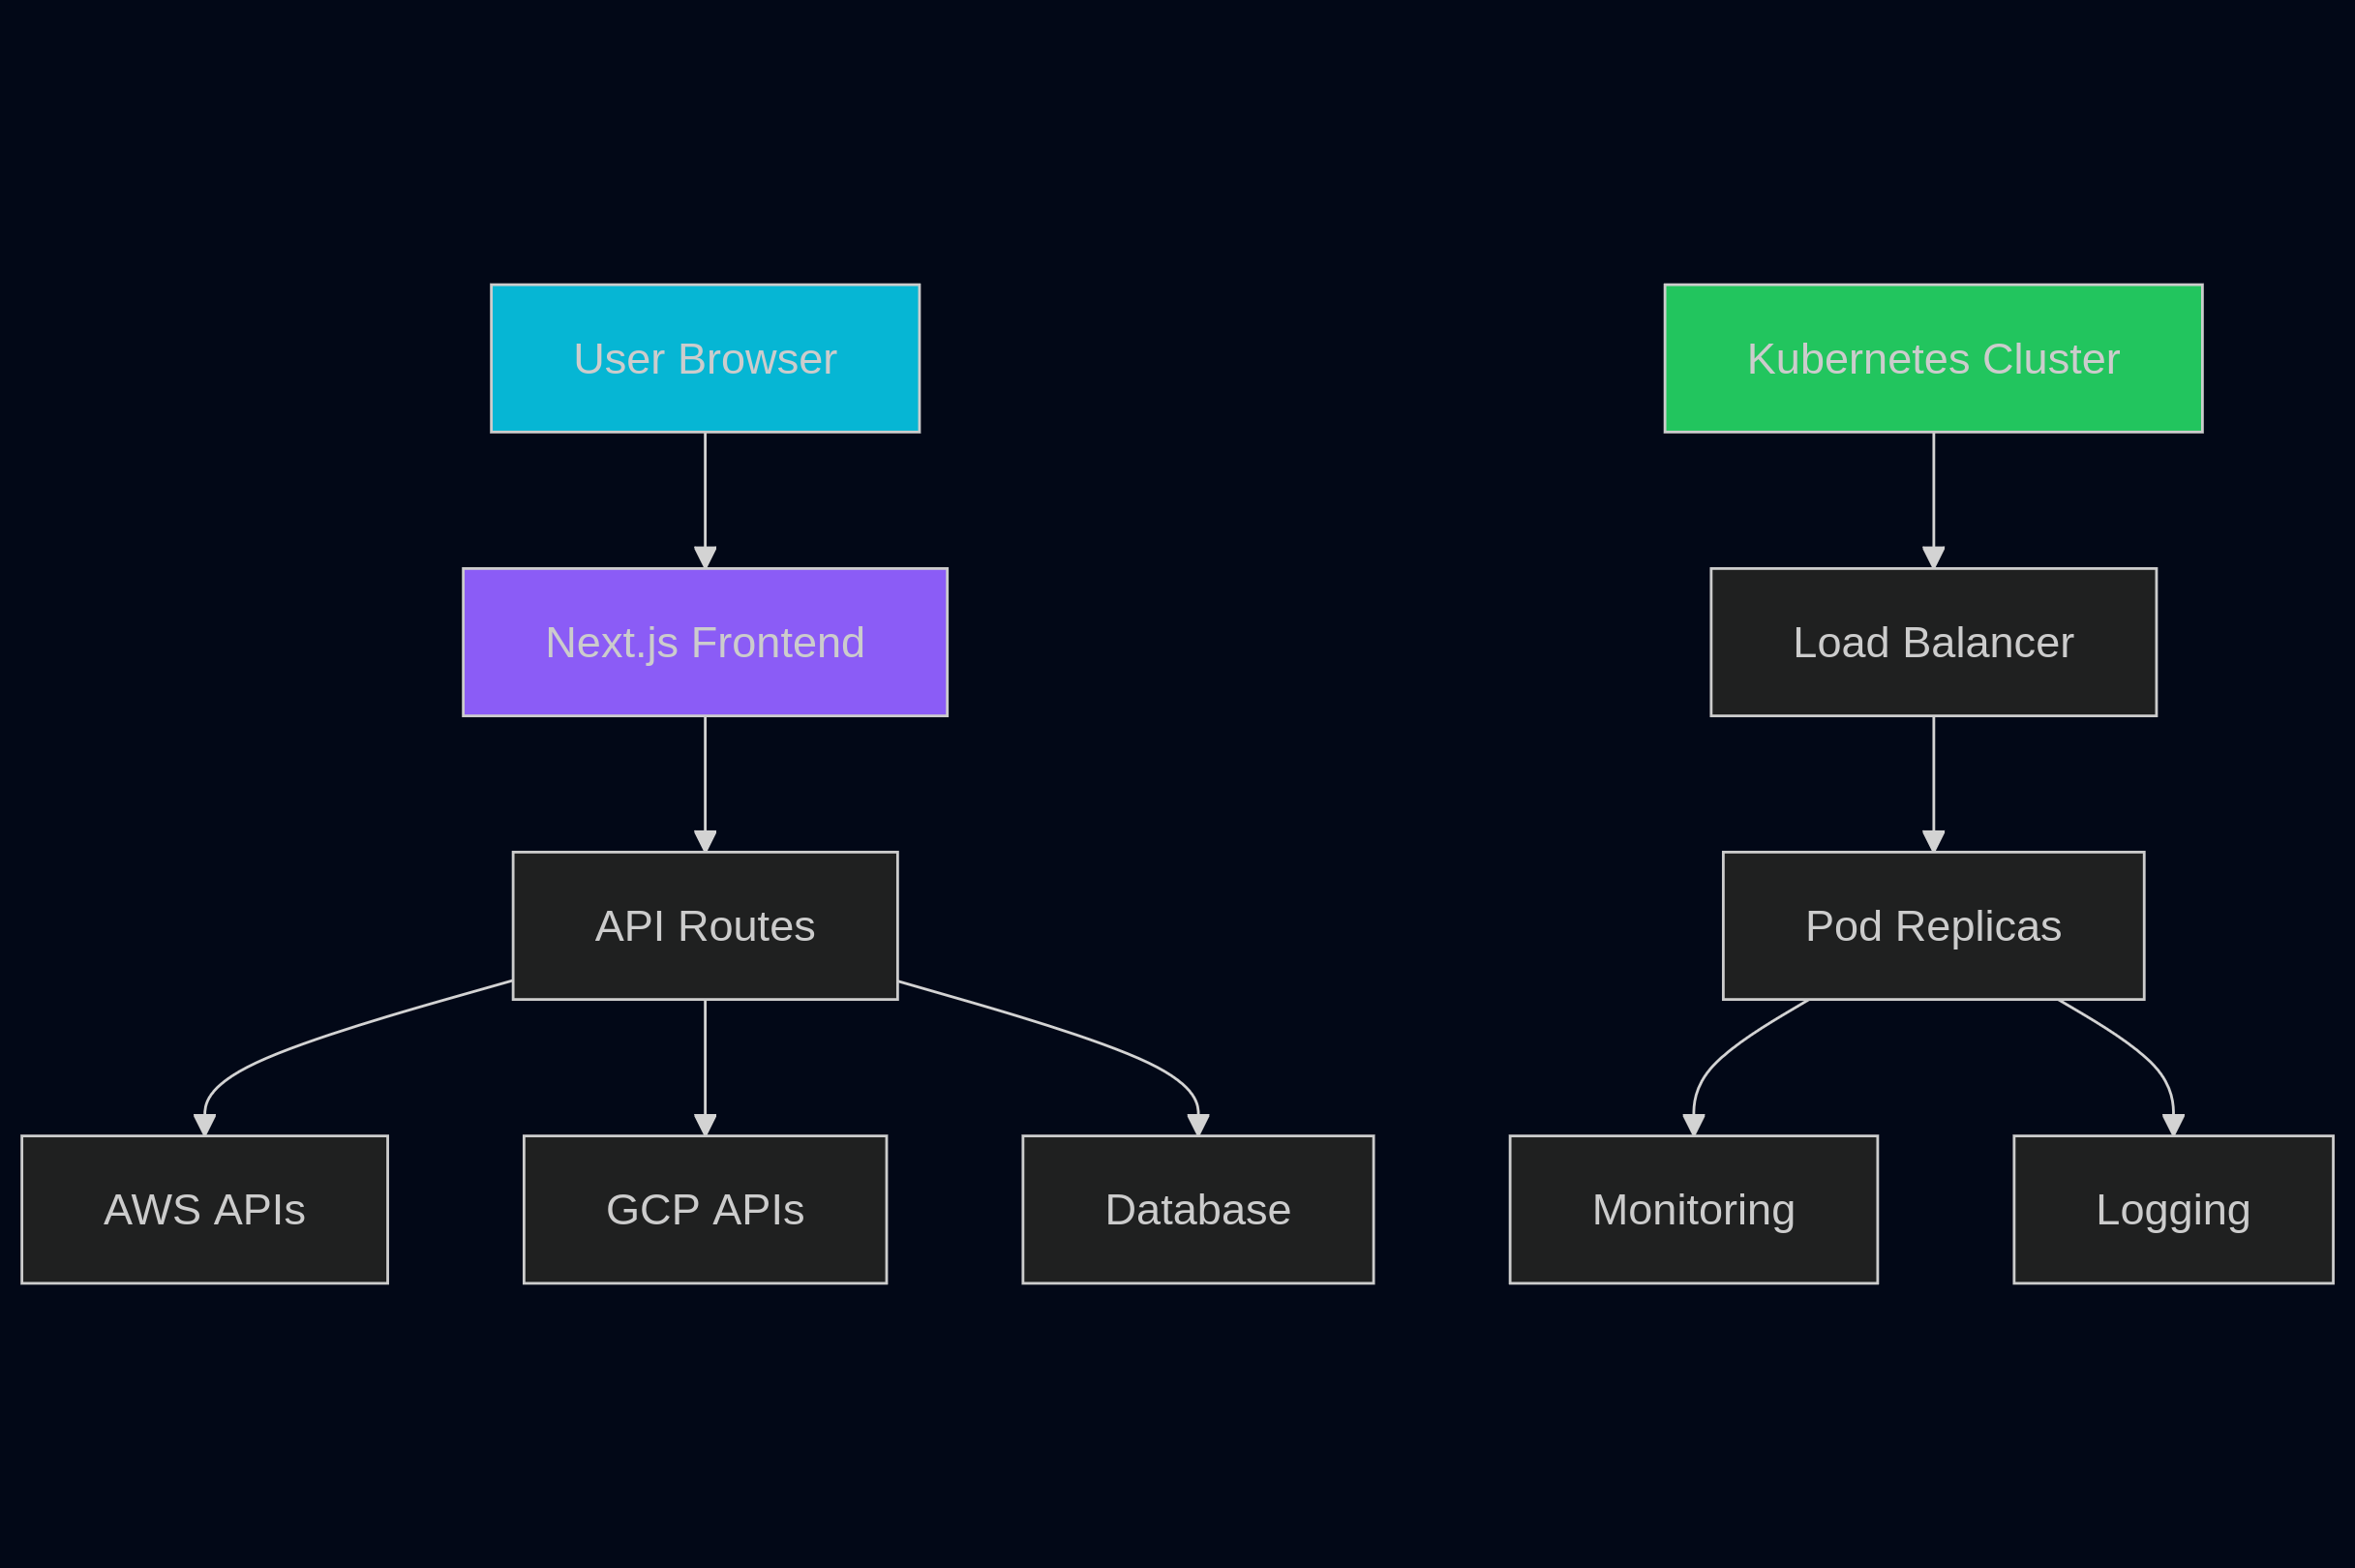 User Browser
Kubernetes Cluster
Next.js Frontend
Load Balancer
API Routes
Pod Replicas
AWS APIs
GCP APIs
Database
Monitoring
Logging